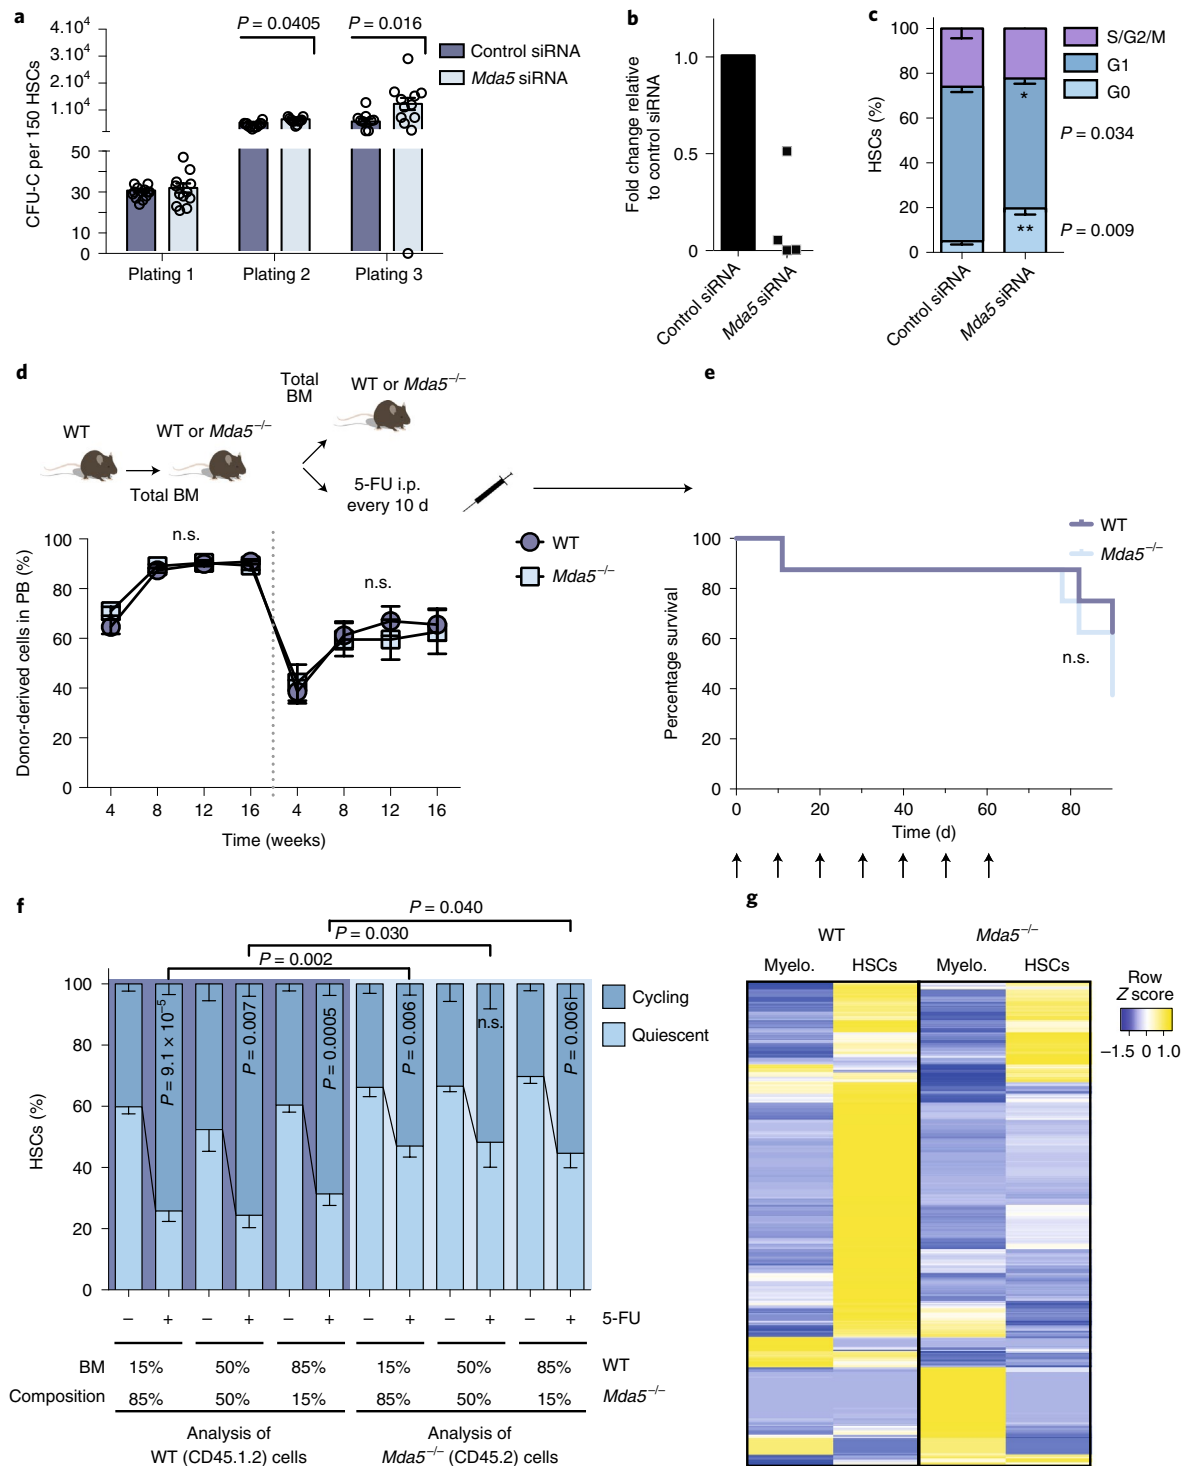 a
P = 0.0405
P = 0.016
4.10⁴
3.10⁴
2.10⁴
1.10⁴
50
30
10
0
CFU-C per 150 HSCs
Plating 1
Plating 2
Plating 3
Control siRNA
Mda5 siRNA
b
Fold change relative
to control siRNA
1.0
0.5
0
Control siRNA
Mda5 siRNA
c
HSCs (%)
100
80
60
40
20
0
*
**
S/G2/M
G1
G0
P = 0.034
P = 0.009
Control siRNA
Mda5 siRNA
d
WT
Total BM
WT or Mda5⁻/⁻
Total
BM
WT or Mda5⁻/⁻
5-FU i.p.
every 10 d
Donor-derived cells in PB (%)
100
80
60
40
20
0
n.s.
n.s.
WT
Mda5⁻/⁻
4
8
12
16
4
8
12
16
Time (weeks)
e
Percentage survival
100
80
60
40
20
0
WT
Mda5⁻/⁻
n.s.
0
20
40
60
80
Time (d)
f
P = 0.040
P = 0.030
P = 0.002
HSCs (%)
100
80
60
40
20
0
P = 9.1 × 10⁻⁵
P = 0.007
P = 0.0005
P = 0.006
n.s.
P = 0.006
Cycling
Quiescent
– + – + – + – + – + – + 5-FU
BM 15% 50% 85% 15% 50% 85% WT
Composition 85% 50% 15% 85% 50% 15% Mda5⁻/⁻
Analysis of
WT (CD45.1.2) cells
Analysis of
Mda5⁻/⁻ (CD45.2) cells
g
WT
Mda5⁻/⁻
Myelo.
HSCs
Myelo.
HSCs
Row
Z score
–1.5 0 1.0